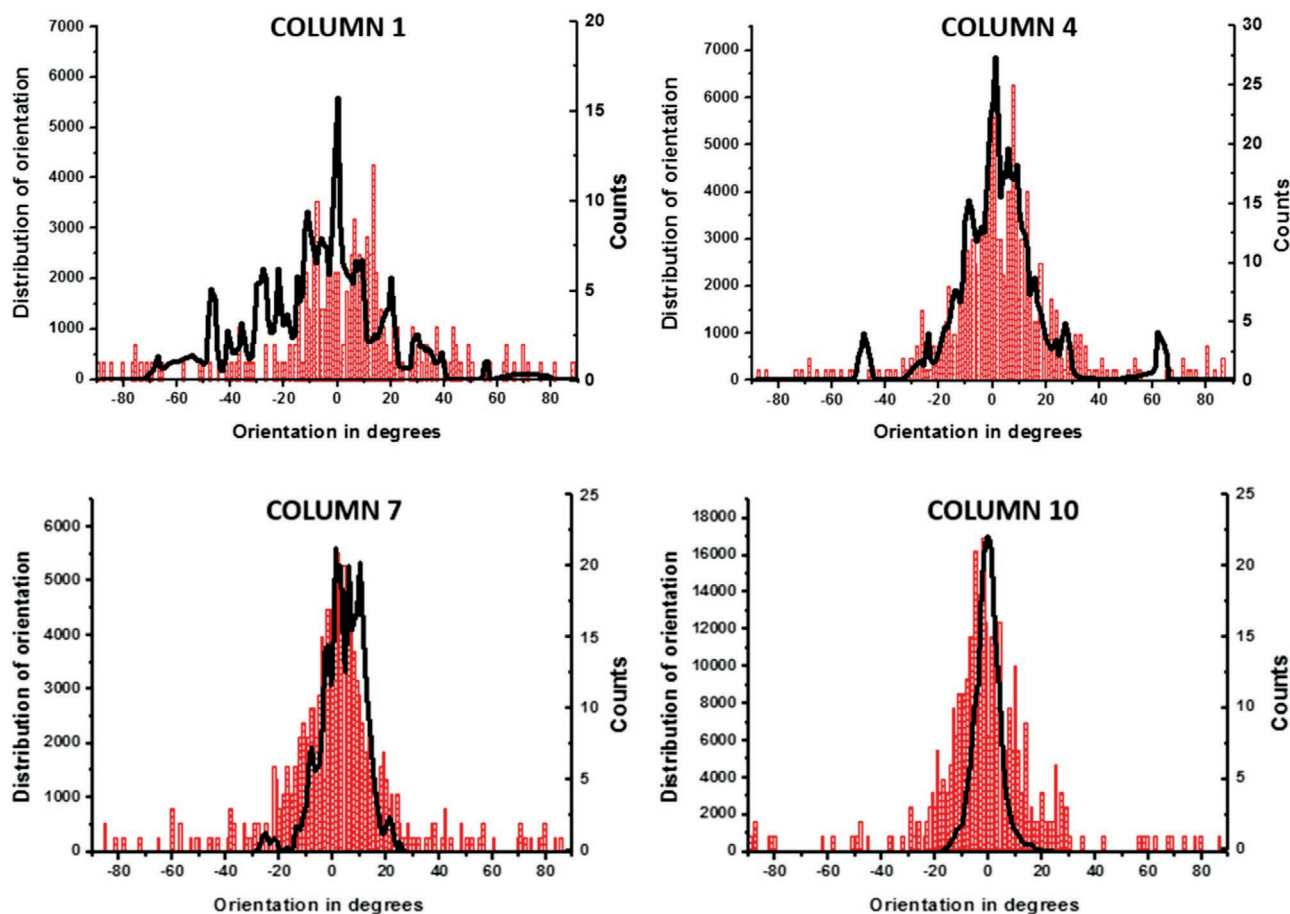 COLUMN 1
Distribution of orientation
7000
6000
5000
4000
3000
2000
1000
0
20
15
10
5
0
Counts
-80 -60 -40 -20 0 20 40 60 80
Orientation in degrees
COLUMN 4
Distribution of orientation
7000
6000
5000
4000
3000
2000
1000
0
30
25
20
15
10
5
0
Counts
-80 -60 -40 -20 0 20 40 60 80
Orientation in degrees
COLUMN 7
Distribution of orientation
6000
5000
4000
3000
2000
1000
0
25
20
15
10
5
0
Counts
-80 -60 -40 -20 0 20 40 60 80
Orientation in degrees
COLUMN 10
Distribution of orientation
18000
16000
14000
12000
10000
8000
6000
4000
2000
0
25
20
15
10
5
0
Counts
-80 -60 -40 -20 0 20 40 60 80
Orientation in degrees